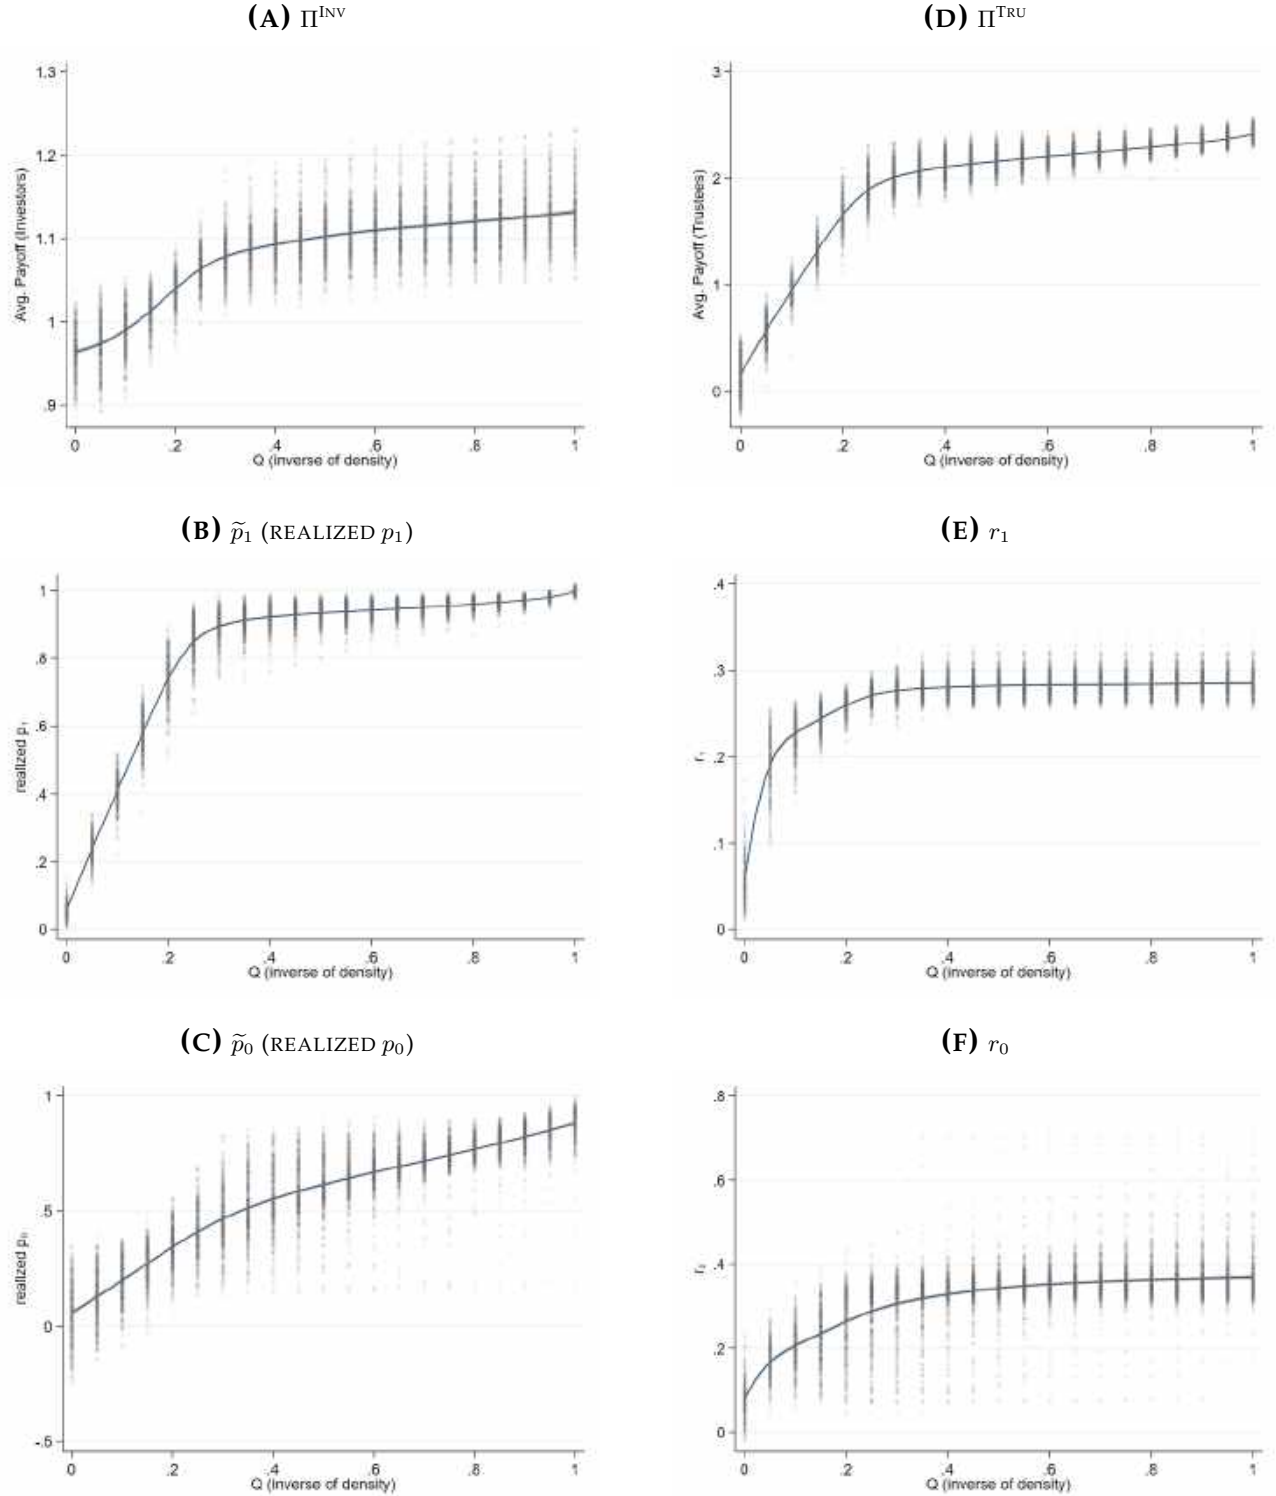 (A) Π^INV
1.3
1.2
1.1
1
.9
Avg. Payoff (Investors)
0 .2 .4 .6 .8 1
Q (inverse of density)
(D) Π^TRU
3
2
1
0
Avg. Payoff (Trustees)
0 .2 .4 .6 .8 1
Q (inverse of density)
(B) p̃₁ (REALIZED p₁)
1
.8
.6
.4
.2
0
realized p₁
0 .2 .4 .6 .8 1
Q (inverse of density)
(E) r₁
.4
.3
.2
.1
0
r₁
0 .2 .4 .6 .8 1
Q (inverse of density)
(C) p̃₀ (REALIZED p₀)
1
.5
0
-.5
realized p₀
0 .2 .4 .6 .8 1
Q (inverse of density)
(F) r₀
.8
.6
.4
.2
0
r₀
0 .2 .4 .6 .8 1
Q (inverse of density)